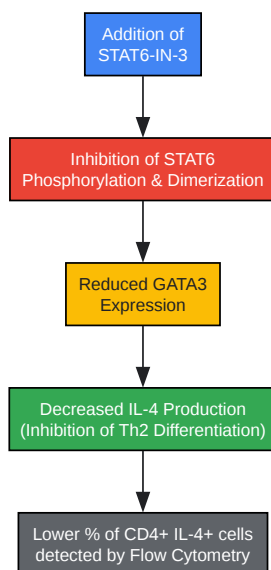 Addition of
STAT6-IN-3
Inhibition of STAT6
Phosphorylation & Dimerization
Reduced GATA3
Expression
Decreased IL-4 Production
(Inhibition of Th2 Differentiation)
Lower % of CD4+ IL-4+ cells
detected by Flow Cytometry